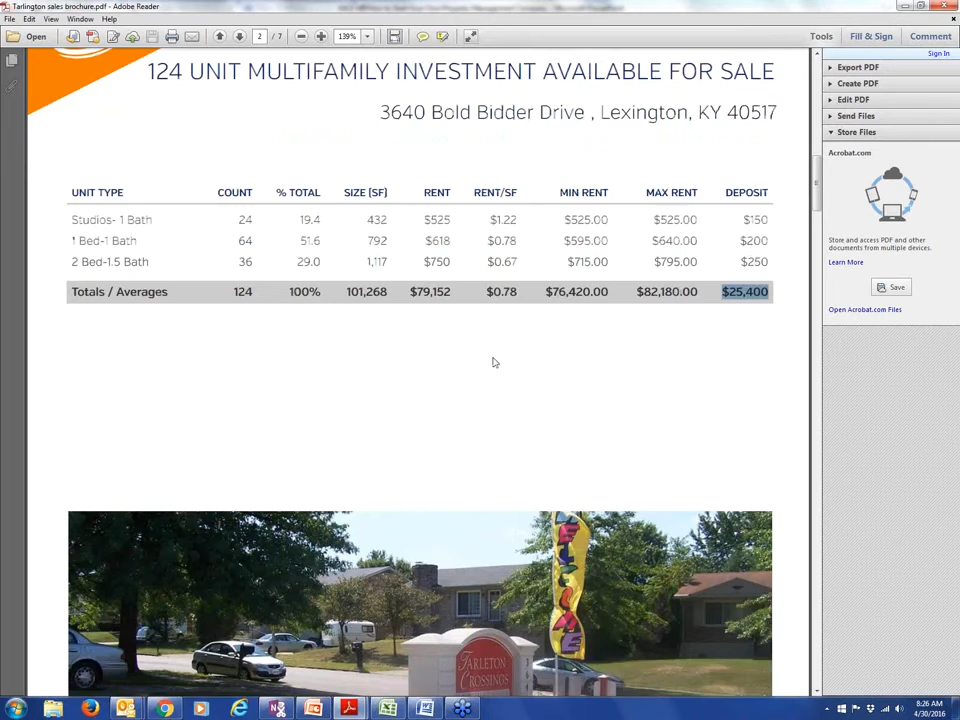 Tarlington sales brochure.pdf - Adobe Reader
File Edit View Window Help
Open 2 / 7 139% Tools Fill & Sign Comment
Sign In
Export PDF
Create PDF
Edit PDF
Send Files
Store Files
Acrobat.com
Store and access PDF and other
documents from multiple devices.
Learn More
Save
Open Acrobat.com Files
124 UNIT MULTIFAMILY INVESTMENT AVAILABLE FOR SALE
3640 Bold Bidder Drive , Lexington, KY 40517
UNIT TYPE COUNT % TOTAL SIZE (SF) RENT RENT/SF MIN RENT MAX RENT DEPOSIT
Studios- 1 Bath 24 19.4 432 $525 $1.22 $525.00 $525.00 $150
1 Bed-1 Bath 64 51.6 792 $618 $0.78 $595.00 $640.00 $200
2 Bed-1.5 Bath 36 29.0 1,117 $750 $0.67 $715.00 $795.00 $250
Totals / Averages 124 100% 101,268 $79,152 $0.78 $76,420.00 $82,180.00 $25,400
WELCOME
TARLETON
CROSSINGS
8:26 AM
4/30/2016